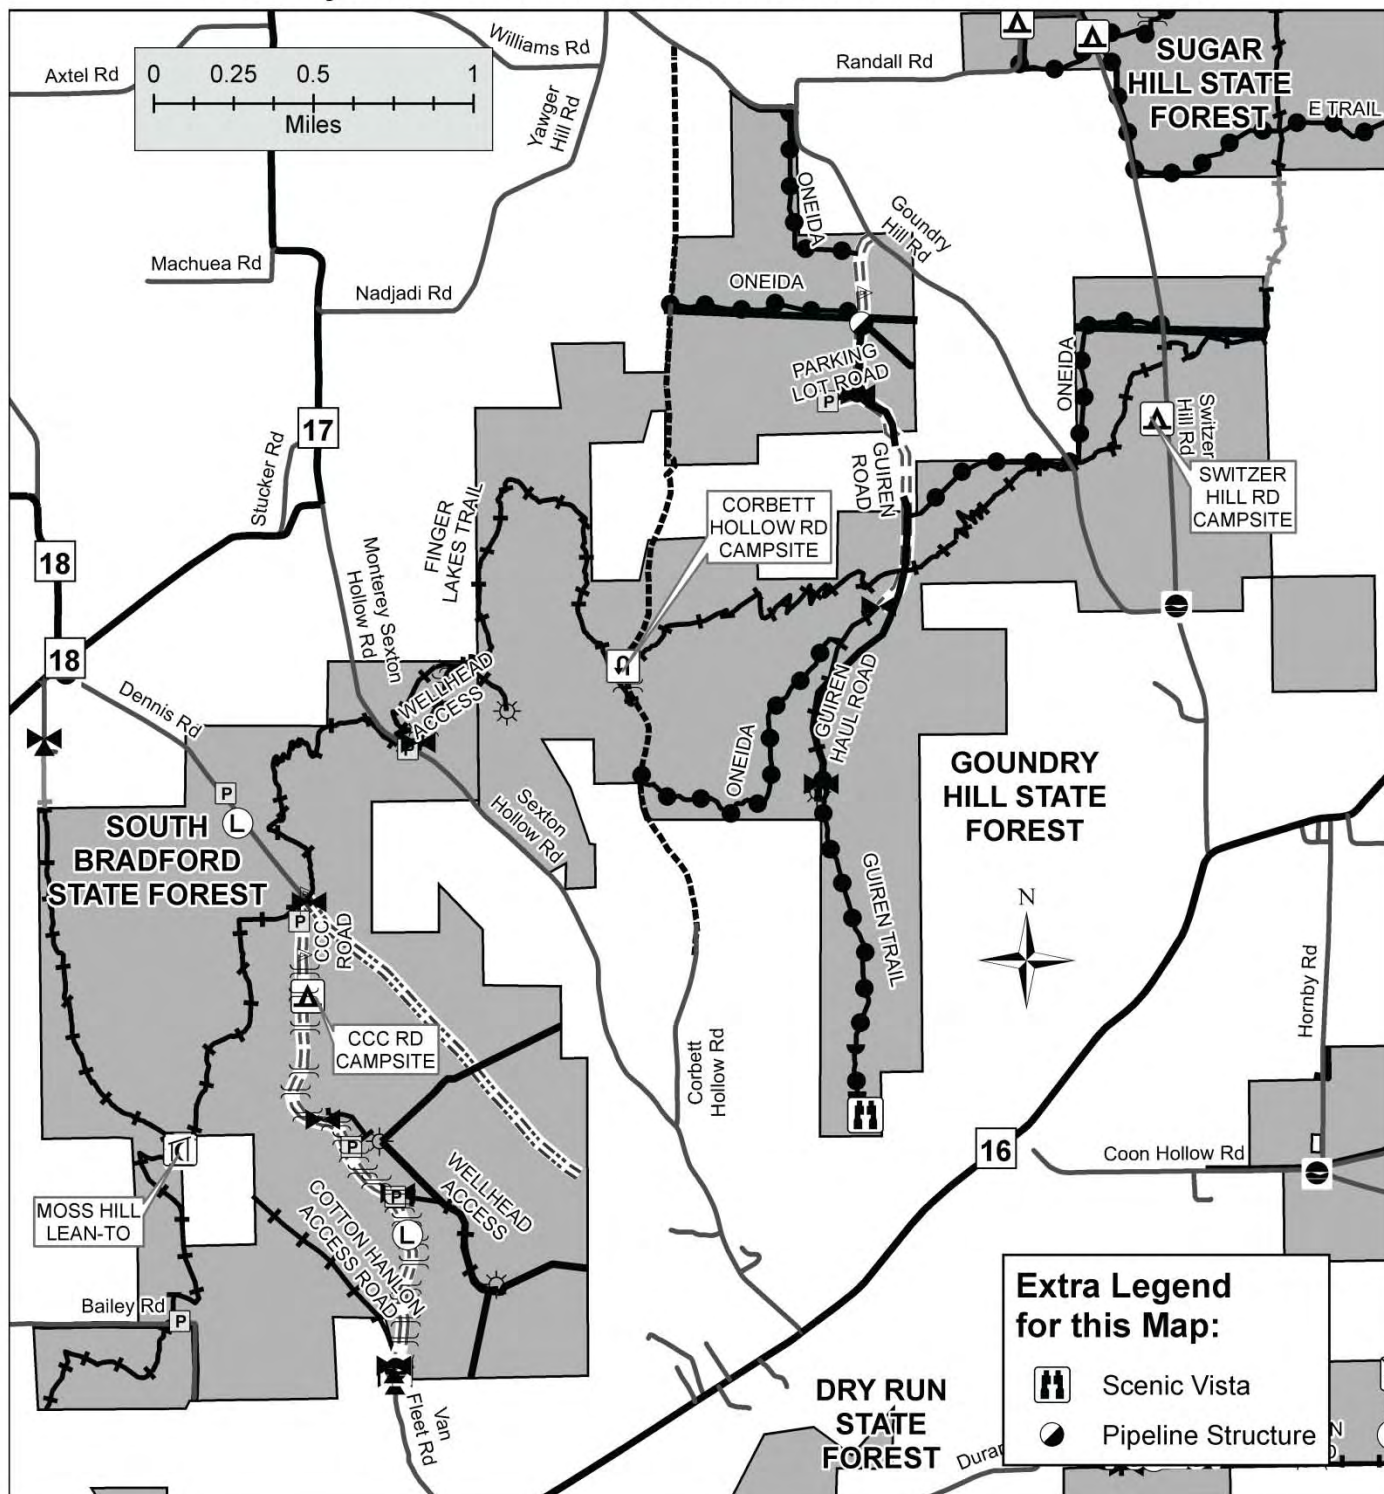 Williams Rd
Axtel Rd
0 0.25 0.5 1
Miles
Yawger
Hill Rd
Randall Rd
SUGAR
HILL STATE
FOREST
E TRAIL
ONEIDA
Goundry
Hill Rd
Machuea Rd
Nadjadi Rd
ONEIDA
PARKING
LOT ROAD
P
ONEIDA
Switzer
Hill Rd
17
Stucker Rd
GUIREN
ROAD
SWITZER
HILL RD
CAMPSITE
CORBETT
HOLLOW RD
CAMPSITE
FINGER
LAKES TRAIL
18
Monterey Sexton
Hollow Rd
18
WELLHEAD
ACCESS
P
Dennis Rd
ONEIDA
GUIREN
HAUL ROAD
GOUNDRY
HILL STATE
FOREST
P
L
SOUTH
BRADFORD
STATE FOREST
Sexton
Hollow Rd
GUIREN TRAIL
N
P
CCC
ROAD
CCC RD
CAMPSITE
Corbett
Hollow Rd
Hornby Rd
16
Coon Hollow Rd
P
MOSS HILL
LEAN-TO
WELLHEAD
ACCESS
P
L
COTTON HANLON
ACCESS ROAD
Bailey Rd
P
Van
Fleet Rd
DRY RUN
STATE
FOREST
Extra Legend
for this Map:
Scenic Vista
Pipeline Structure